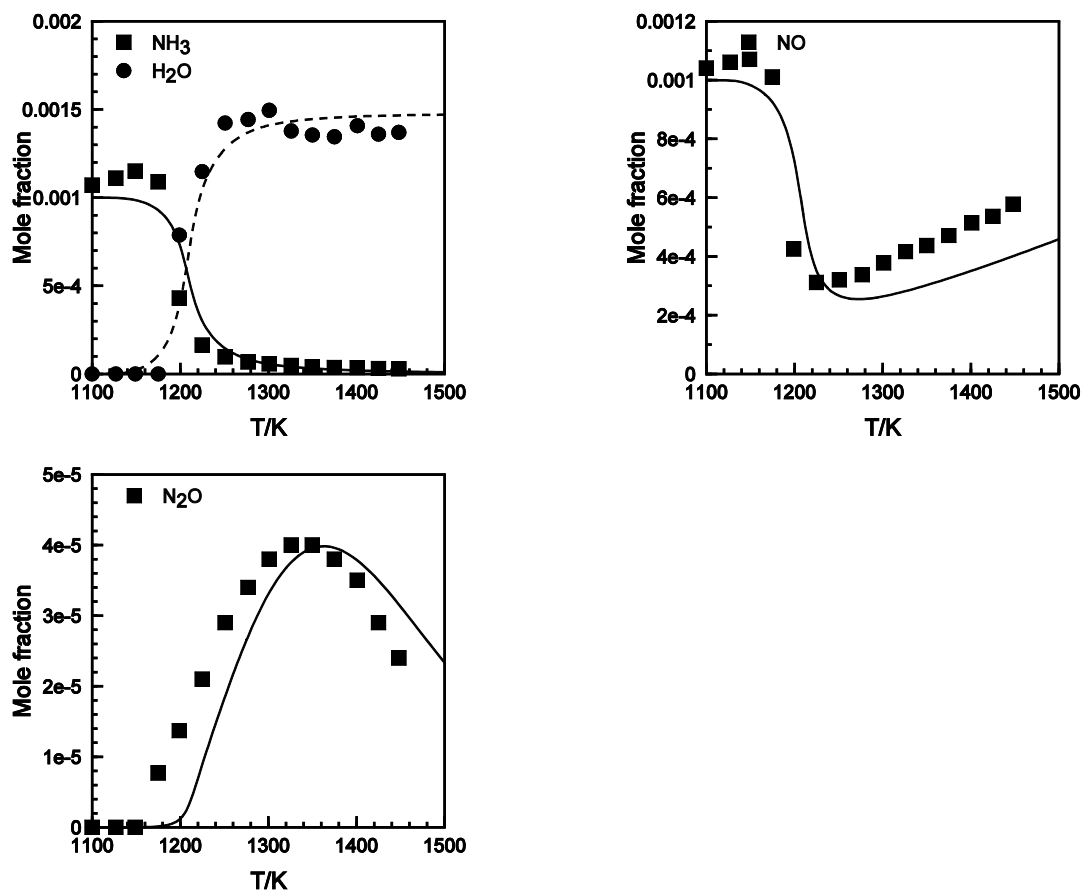 0.002
0.0015
0.001
5e-4
0
Mole fraction
NH3
H2O
1100 1200 1300 1400 1500
T/K
0.0012
0.001
8e-4
6e-4
4e-4
2e-4
0
Mole fraction
NO
1100 1200 1300 1400 1500
T/K
5e-5
4e-5
3e-5
2e-5
1e-5
0
Mole fraction
N2O
1100 1200 1300 1400 1500
T/K